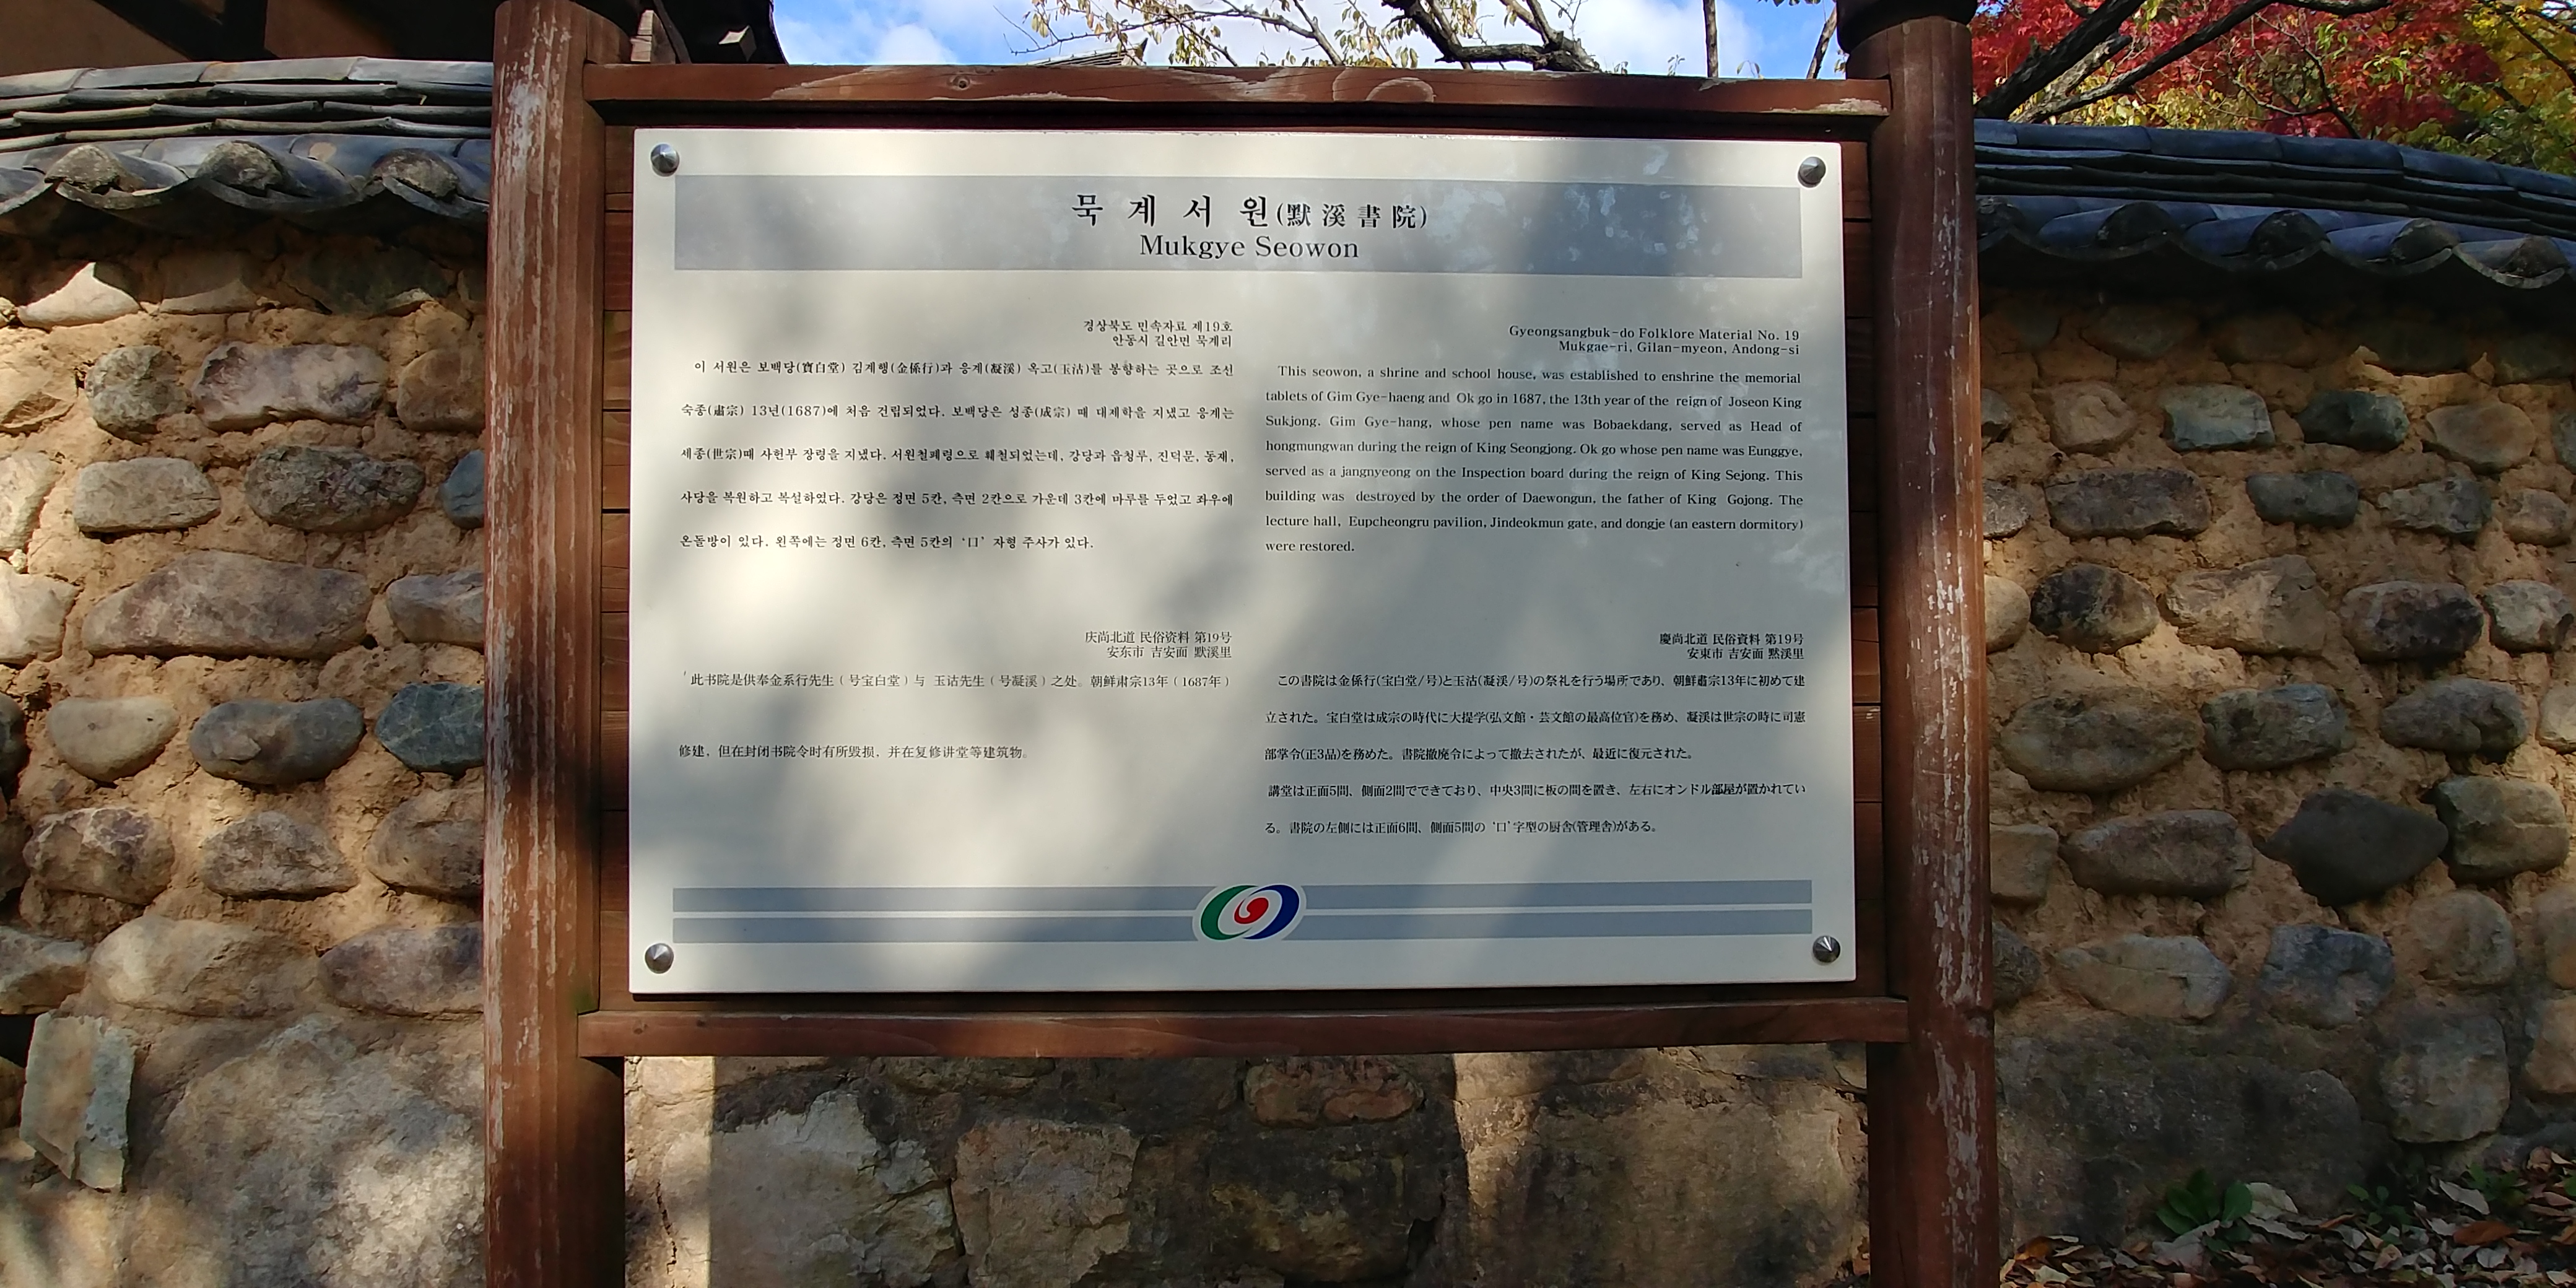 묵계서원(默溪書院)
Mukgye Seowon
경상북도 민속자료 제19호
안동시 길안면 묵계리
이 서원은 보백당(寶白堂) 김계행(金係行)과 응계(凝溪) 옥고(玉沽)를 봉향하는 곳으로 조선
숙종(肅宗) 13년(1687)에 처음 건립되었다. 보백당은 성종(成宗) 때 대제학을 지냈고 응계는
세종(世宗)때 사헌부 장령을 지냈다. 서원철폐령으로 훼철되었는데, 강당과 읍청루, 진덕문, 동재,
사당을 복원하고 복설하였다. 강당은 정면 5칸, 측면 2칸으로 가운데 3칸에 마루를 두었고 좌우에
온돌방이 있다. 왼쪽에는 정면 6칸, 측면 5칸의 '口' 자형 주사가 있다.
Gyeongsangbuk-do Folklore Material No. 19
Mukgae-ri, Gilan-myeon, Andong-si
This seowon, a shrine and school house, was established to enshrine the memorial
tablets of Gim Gye-haeng and Ok go in 1687, the 13th year of the reign of Joseon King
Sukjong. Gim Gye-hang, whose pen name was Bobaekdang, served as Head of
hongmungwan during the reign of King Seongjong. Ok go whose pen name was Eunggye,
served as a jangnyeong on the Inspection board during the reign of King Sejong. This
building was destroyed by the order of Daewongun, the father of King Gojong. The
lecture hall, Eupcheongru pavilion, Jindeokmun gate, and dongje (an eastern dormitory)
were restored.
庆尚北道 民俗资料 第19号
安东市 吉安面 默溪里
此书院是供奉金系行先生(号宝白堂)与 玉沽先生(号凝溪)之处。朝鲜肃宗13年(1687年)
修建，但在封闭书院令时有所毁损，并在复修讲堂等建筑物。
慶尚北道 民俗資料 第19号
安東市 吉安面 黙渓里
この書院は金係行(宝白堂/号)と玉沽(凝渓/号)の祭礼を行う場所であり、朝鮮粛宗13年に初めて建
立された。宝白堂は成宗の時代に大提学(弘文館・芸文館の最高位官)を務め、凝渓は世宗の時に司憲
部掌令(正3品)を務めた。書院撤廃令によって撤去されたが、最近に復元された。
講堂は正面5間、側面2間でできており、中央3間に板の間を置き、左右にオンドル部屋が置かれてい
る。書院の左側には正面6間、側面5間の '口' 字型の厨舎(管理舎)がある。